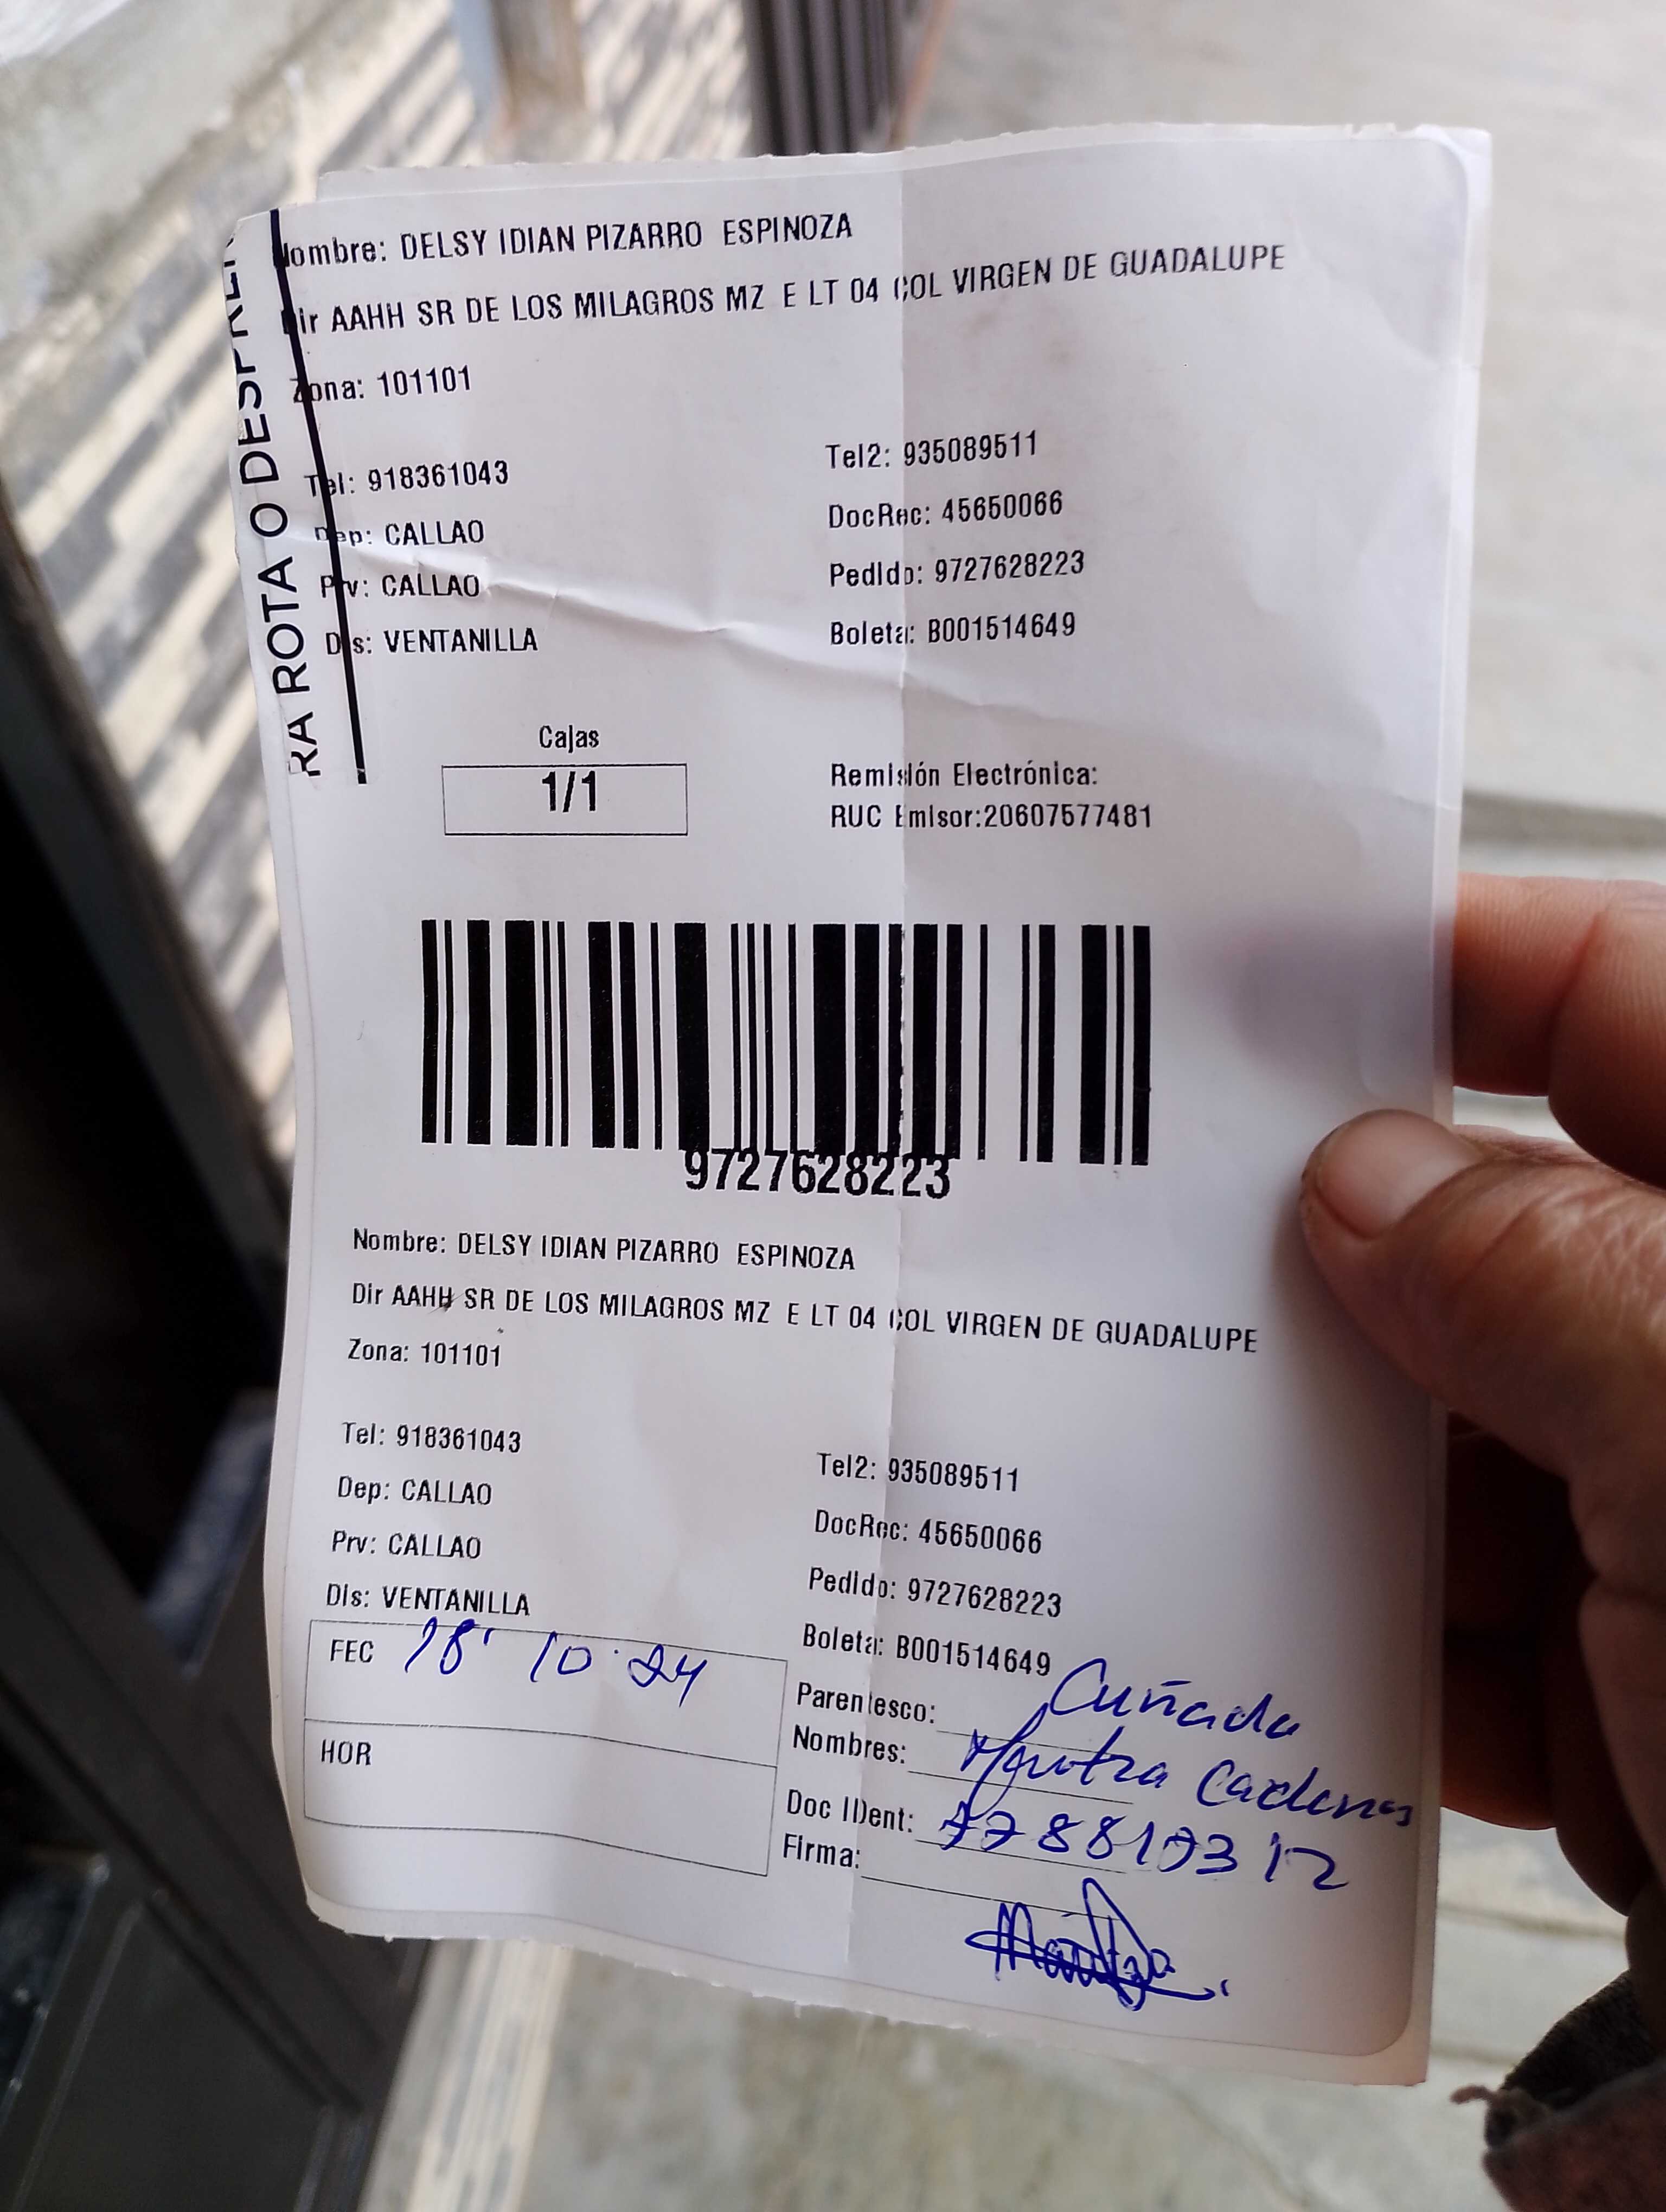 RA ROTA O DESPRE
Nombre: DELSY IDIAN PIZARRO ESPINOZA
Dir AAHH SR DE LOS MILAGROS MZ E LT 04 COL VIRGEN DE GUADALUPE
Zona: 101101
Tel: 918361043 Tel2: 935089511
Dep: CALLAO DocRec: 45650066
Prv: CALLAO Pedido: 9727628223
Dis: VENTANILLA Boleta: B001514649
Cajas
1/1
Remisión Electrónica:
RUC Emisor:20607577481
9727628223
Nombre: DELSY IDIAN PIZARRO ESPINOZA
Dir AAHH SR DE LOS MILAGROS MZ E LT 04 COL VIRGEN DE GUADALUPE
Zona: 101101
Tel: 918361043 Tel2: 935089511
Dep: CALLAO DocRec: 45650066
Prv: CALLAO Pedido: 9727628223
Dis: VENTANILLA Boleta: B001514649
FEC 18' 10 · 24
Parentesco: Cuñada
Nombres: Maritza Cadenas
HOR
Doc IDent:
Firma: